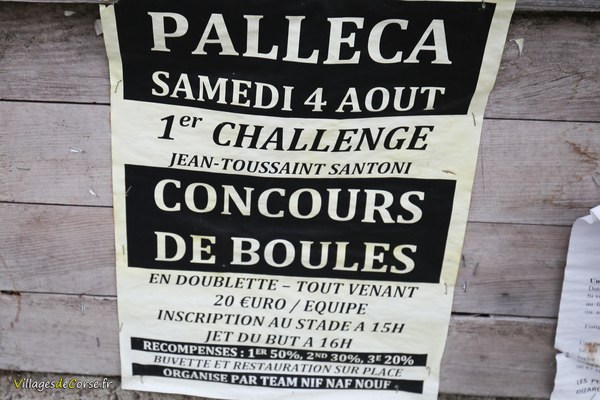 PALLECA
SAMEDI 4 AOUT
1er CHALLENGE
JEAN-TOUSSAINT SANTONI
CONCOURS
DE BOULES
EN DOUBLETTE – TOUT VENANT
20 €URO / EQUIPE
INSCRIPTION AU STADE A 15H
JET DU BUT A 16H
RECOMPENSES : 1ER 50%, 2ND 30%, 3E 20%
BUVETTE ET RESTAURATION SUR PLACE
ORGANISE PAR TEAM NIF NAF NOUF
VillagesdeCorse.fr